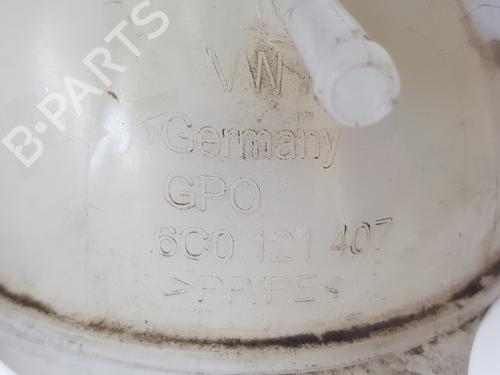 B-PARTS
VW
Germany
GPO
6C0 121 407
>PP/PE<